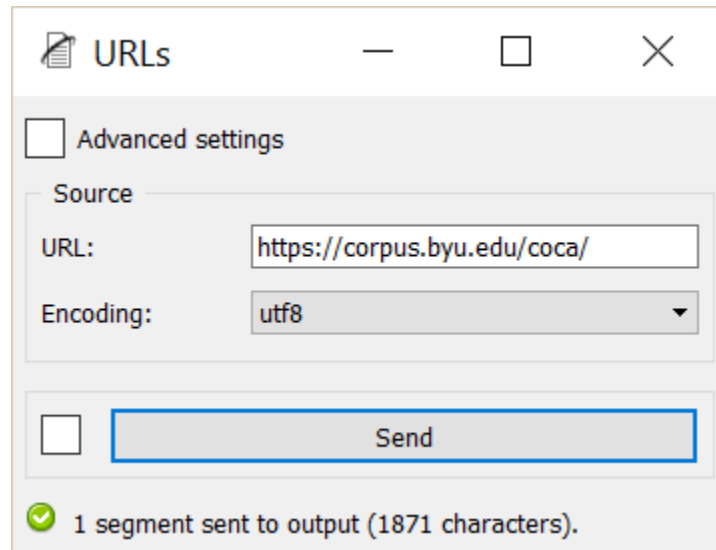 URLs
Advanced settings
Source
URL: https://corpus.byu.edu/coca/
Encoding: utf8
Send
1 segment sent to output (1871 characters).